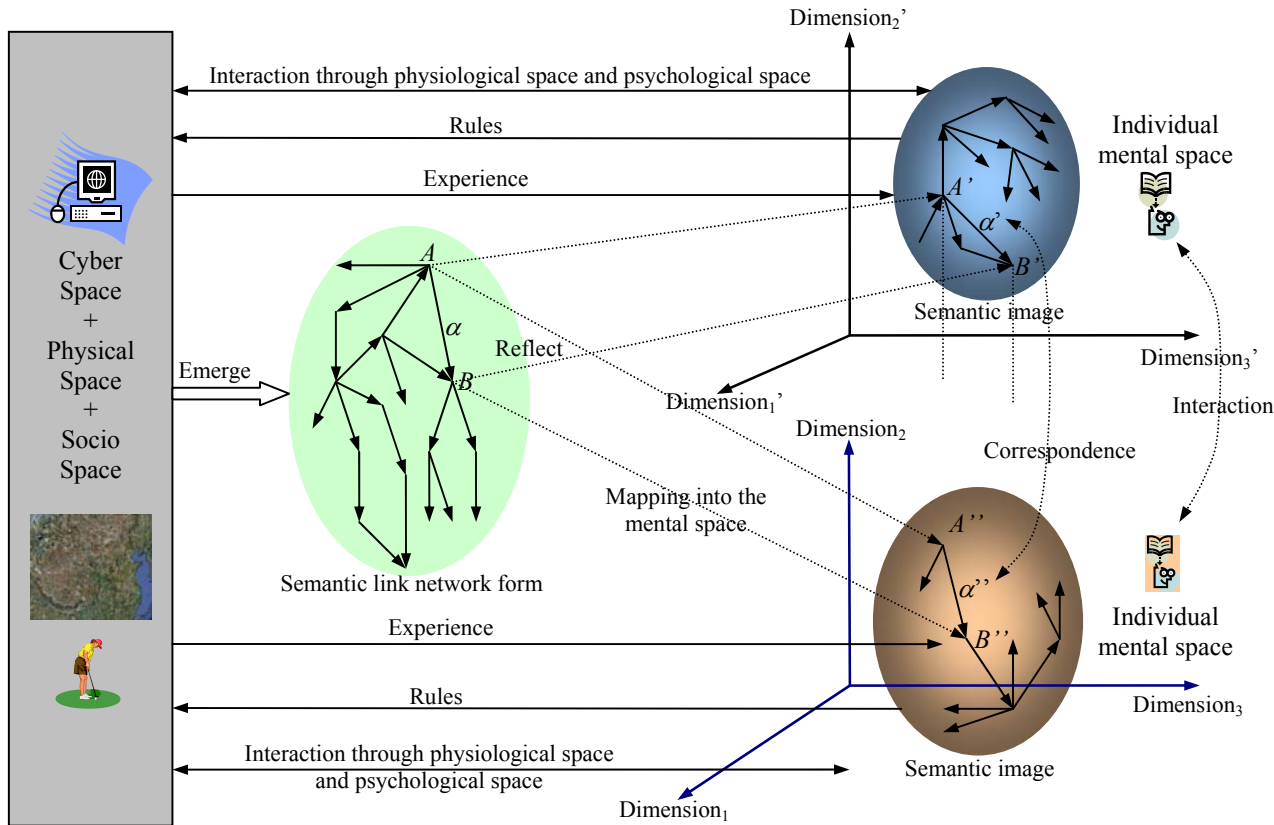 Dimension₂’
Interaction through physiological space and psychological space
Rules
Experience
Individual
mental space
A’
α’
B’
Semantic image
Cyber
Space
+
Physical
Space
+
Socio
Space
A
α
B
Reflect
Emerge
Dimension₃’
Dimension₁’
Interaction
Dimension₂
Correspondence
Mapping into the
mental space
A’’
α’’
B’’
Semantic link network form
Experience
Individual
mental space
Rules
Dimension₃
Interaction through physiological space
and psychological space
Semantic image
Dimension₁